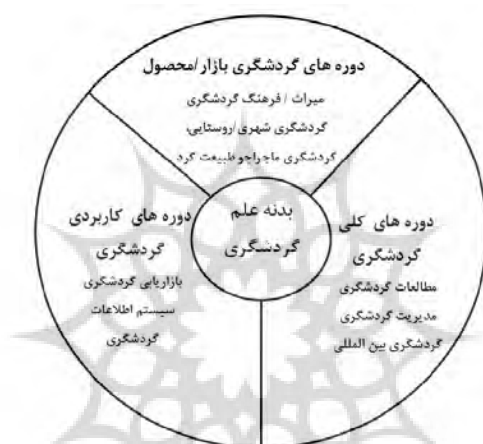 دوره های گردشگری بازار/محصول
میراث / فرهنگ گردشگری
گردشگری شهری/روستایی،
گردشگری ماجراجو طبیعت گرد
بدنه علم
گردشگری
دوره های کلی
گردشگری
مطالعات گردشگری
مدیریت گردشگری
گردشگری بین المللی
دوره های کاربردی
گردشگری
بازاریابی گردشگری
سیستم اطلاعات
گردشگری